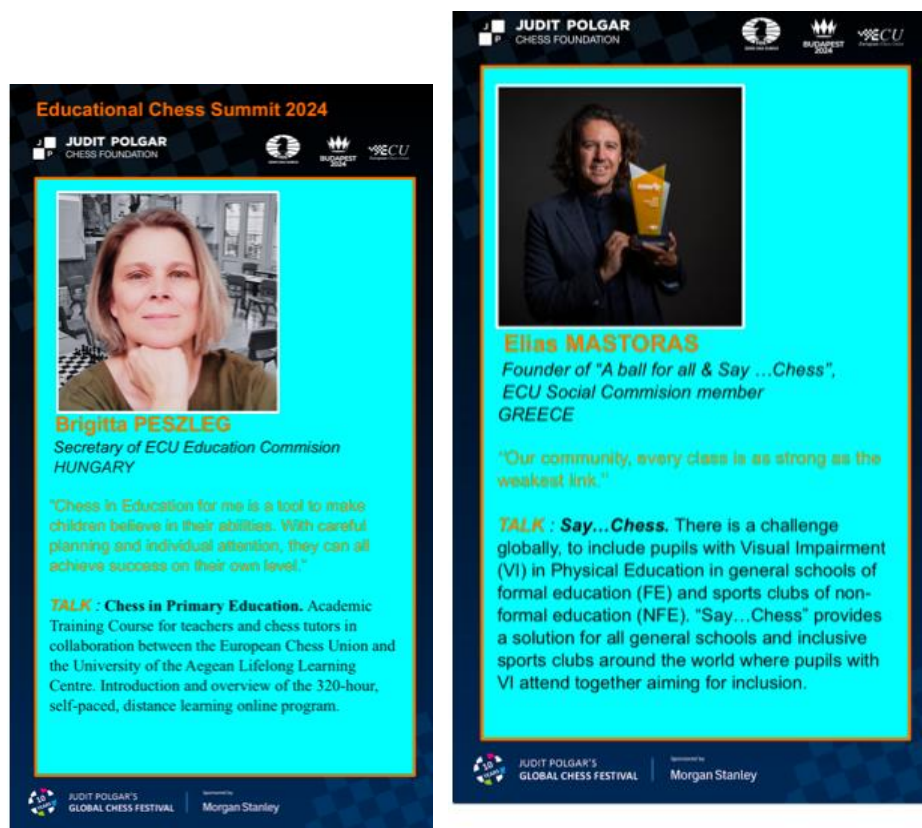 Educational Chess Summit 2024
JUDIT POLGAR
CHESS FOUNDATION
BUDAPEST
2024
ECU
Brigitta PESZLEG
Secretary of ECU Education Commision
HUNGARY
"Chess in Education for me is a tool to make
children believe in their abilities. With careful
planning and individual attention, they can all
achieve success on their own level."
TALK : Chess in Primary Education. Academic
Training Course for teachers and chess tutors in
collaboration between the European Chess Union and
the University of the Aegean Lifelong Learning
Centre. Introduction and overview of the 320-hour,
self-paced, distance learning online program.
10
YEARS
JUDIT POLGAR'S
GLOBAL CHESS FESTIVAL
Sponsored by
Morgan Stanley
JUDIT POLGAR
CHESS FOUNDATION
BUDAPEST
2024
ECU
Elias MASTORAS
Founder of "A ball for all & Say ...Chess",
ECU Social Commision member
GREECE
"Our community, every class is as strong as the
weakest link."
TALK : Say...Chess. There is a challenge
globally, to include pupils with Visual Impairment
(VI) in Physical Education in general schools of
formal education (FE) and sports clubs of non-
formal education (NFE). "Say...Chess" provides
a solution for all general schools and inclusive
sports clubs around the world where pupils with
VI attend together aiming for inclusion.
10
YEARS
JUDIT POLGAR'S
GLOBAL CHESS FESTIVAL
Sponsored by
Morgan Stanley